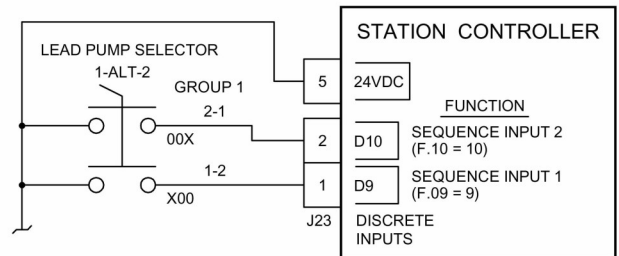 STATION CONTROLLER
LEAD PUMP SELECTOR
1-ALT-2
GROUP 1
5 24VDC
FUNCTION
2-1
00X
2 D10 SEQUENCE INPUT 2
(F.10 = 10)
1-2
X00
1 D9 SEQUENCE INPUT 1
(F.09 = 9)
J23 DISCRETE
INPUTS